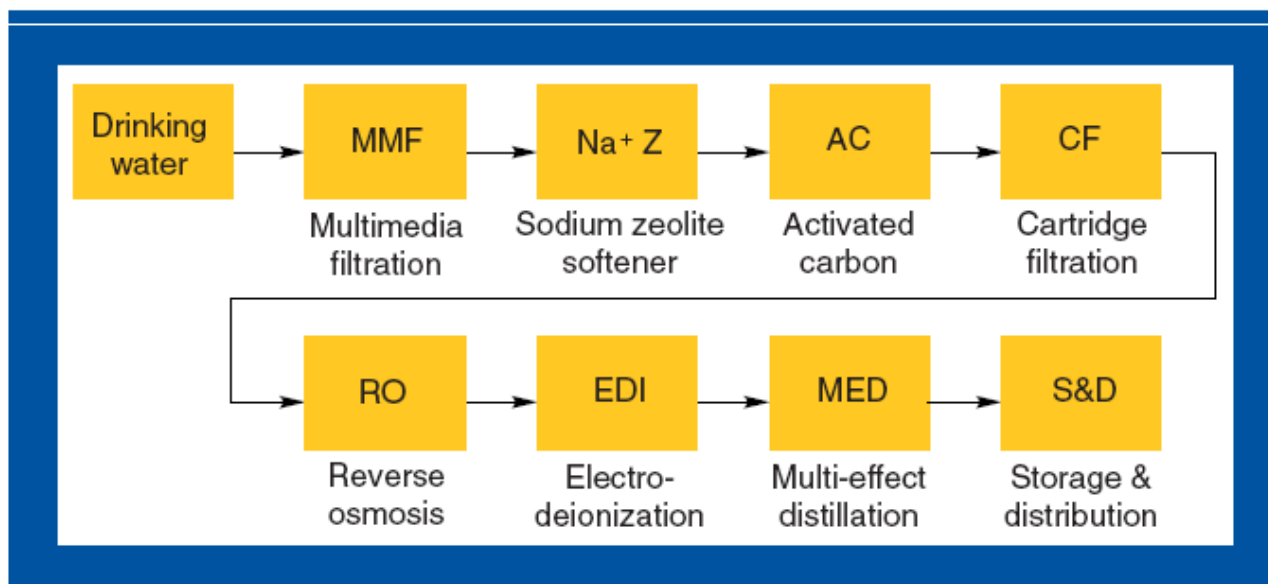 Drinking
water
MMF
Na+ Z
AC
CF
Multimedia
filtration
Sodium zeolite
softener
Activated
carbon
Cartridge
filtration
RO
EDI
MED
S&D
Reverse
osmosis
Electro-
deionization
Multi-effect
distillation
Storage &
distribution